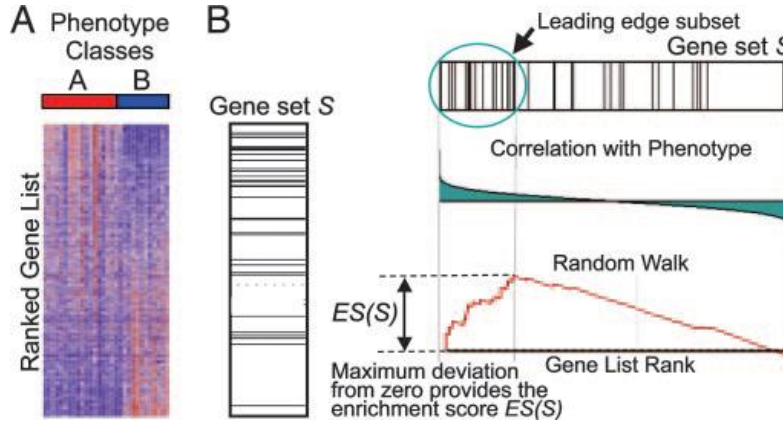 A
Phenotype
Classes
A B
Ranked Gene List
B
Gene set S
Leading edge subset
Gene set S
Correlation with Phenotype
Random Walk
ES(S)
Gene List Rank
Maximum deviation
from zero provides the
enrichment score ES(S)